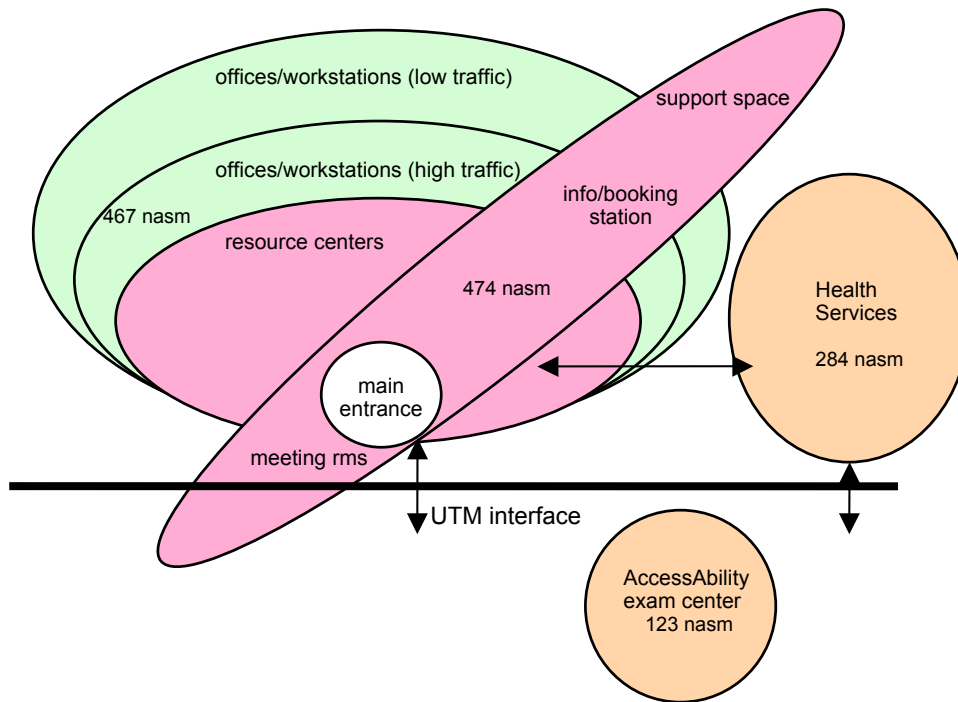 offices/workstations (low traffic)
support space
offices/workstations (high traffic)
info/booking
station
467 nasm
resource centers
474 nasm
Health
Services
284 nasm
main
entrance
meeting rms
UTM interface
AccessAbility
exam center
123 nasm